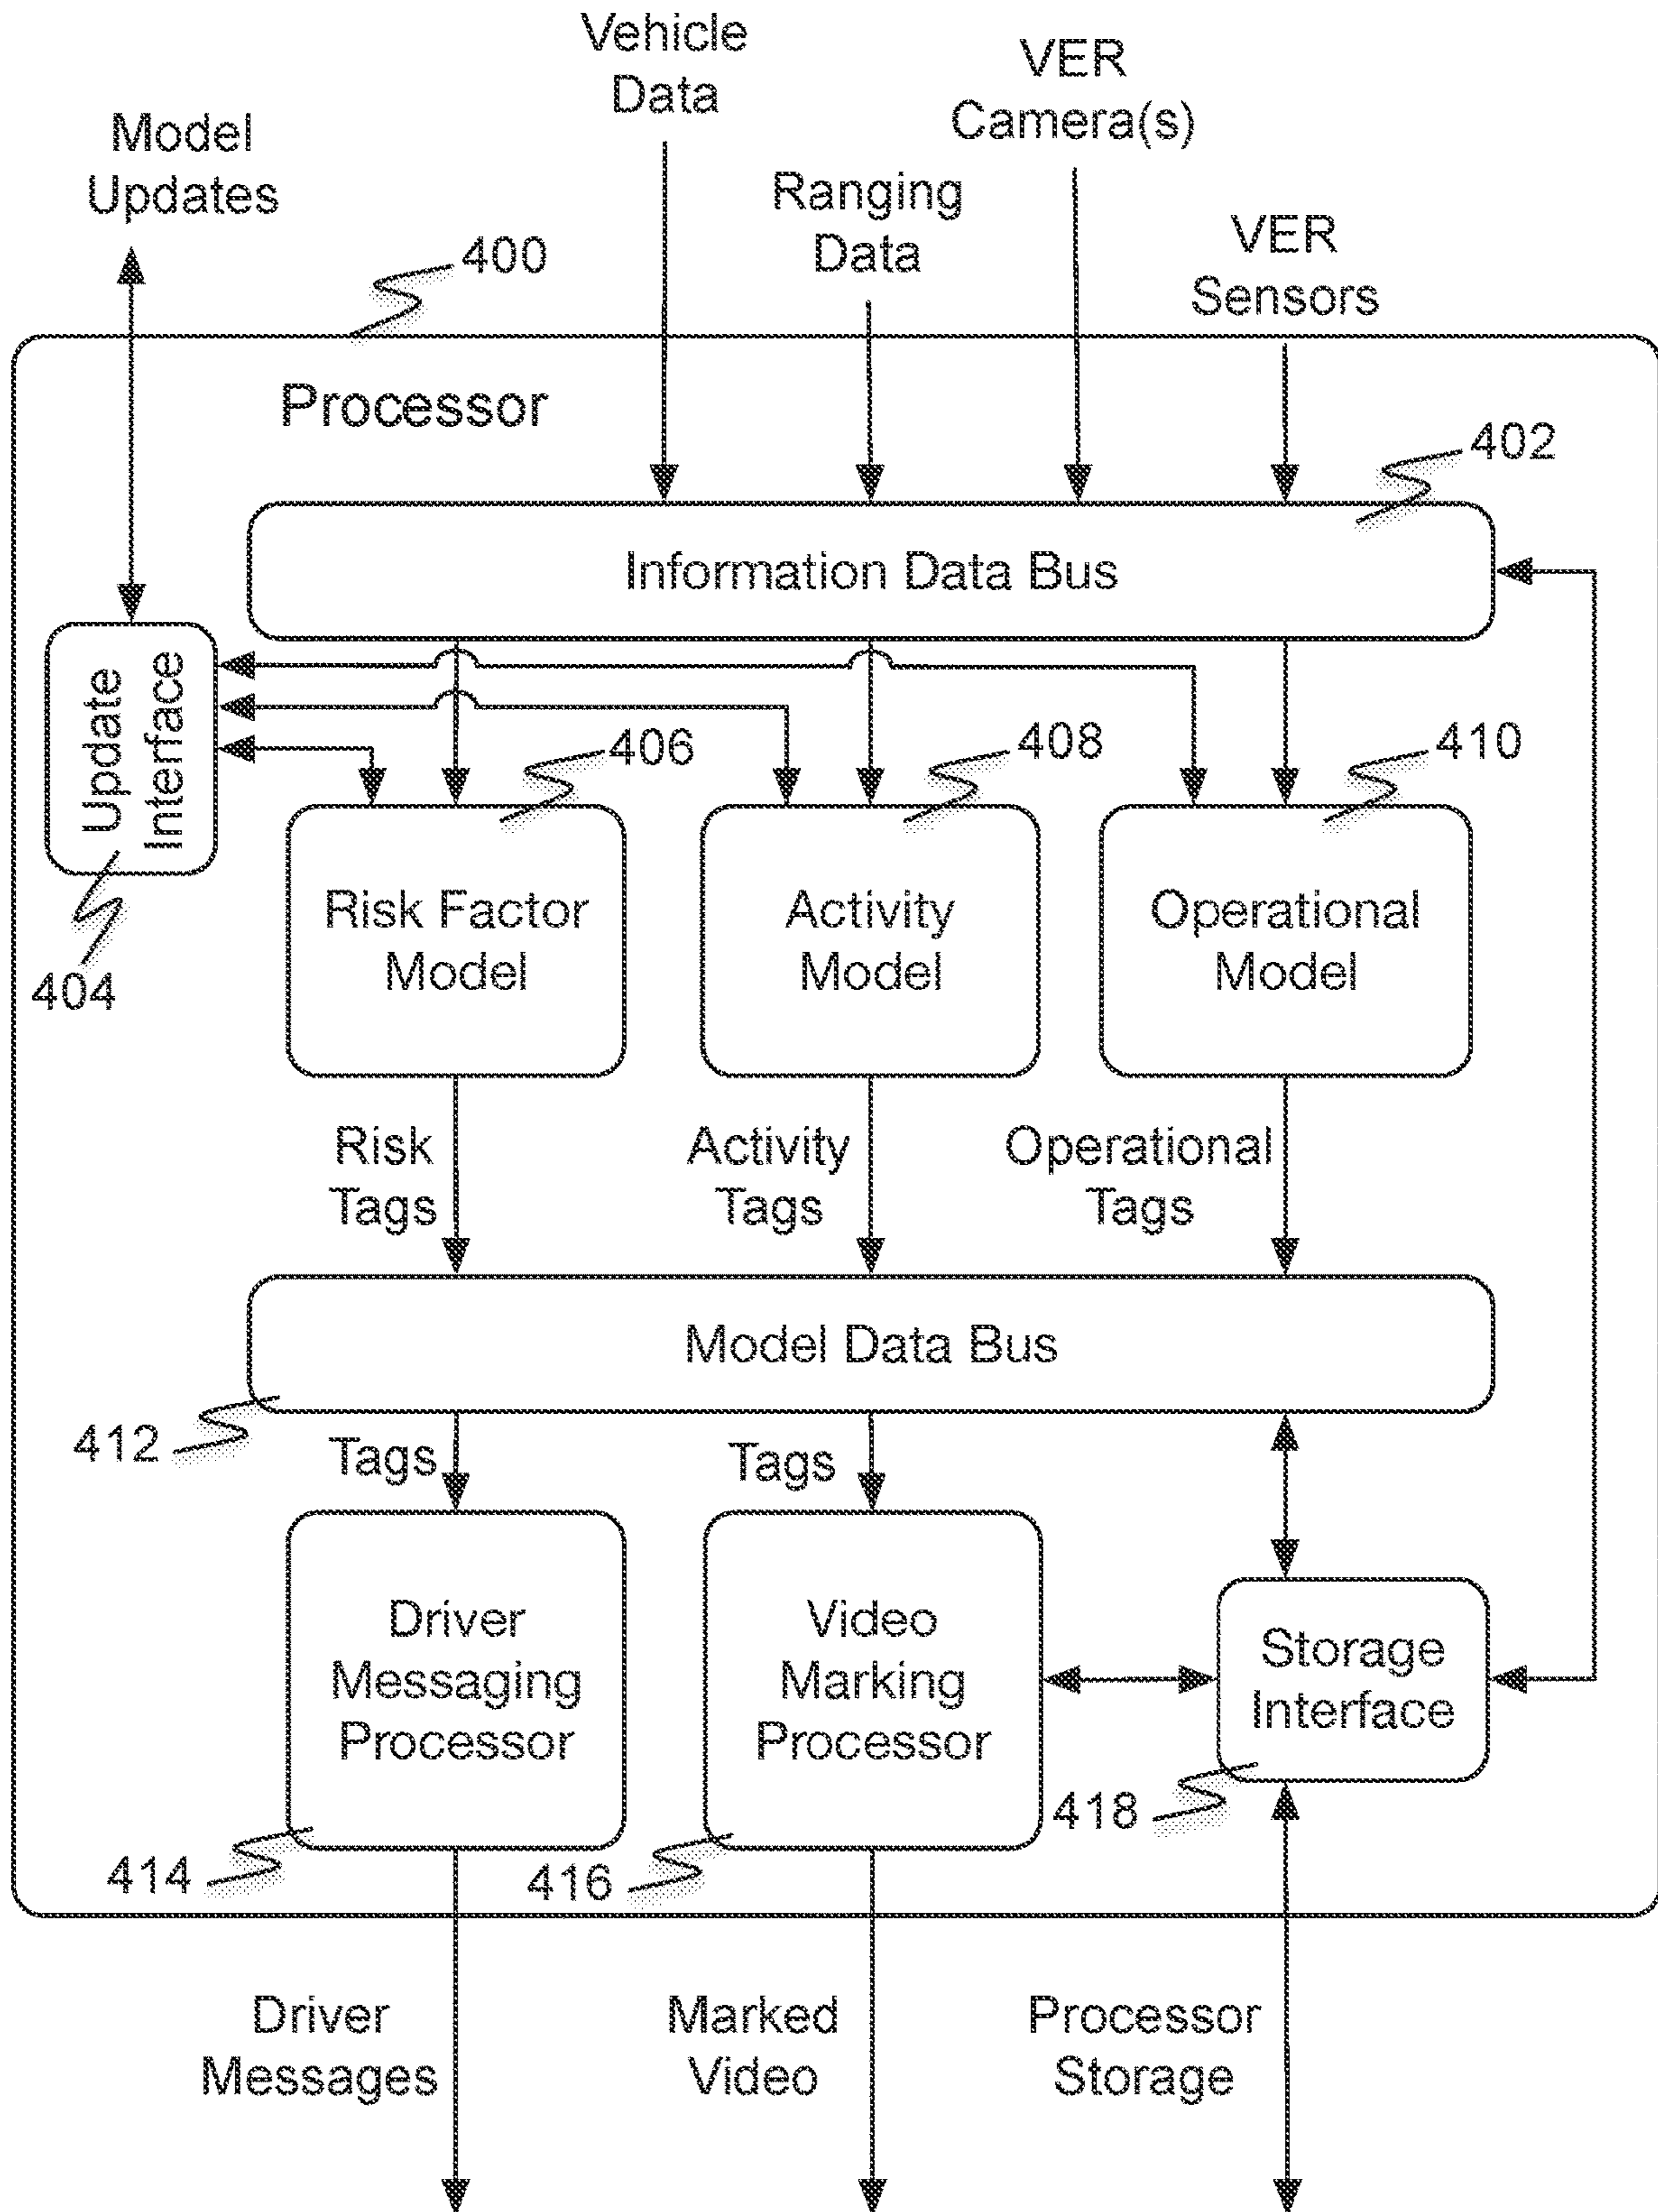 Vehicle
Data
VER
Camera(s)
Model
Updates
Ranging
Data
VER
Sensors
400
Processor
402
Information Data Bus
Update
Interface
404
406
408
410
Risk Factor
Model
Activity
Model
Operational
Model
Risk
Tags
Activity
Tags
Operational
Tags
Model Data Bus
412
Tags
Tags
Driver
Messaging
Processor
Video
Marking
Processor
Storage
Interface
414
416
418
Driver
Messages
Marked
Video
Processor
Storage